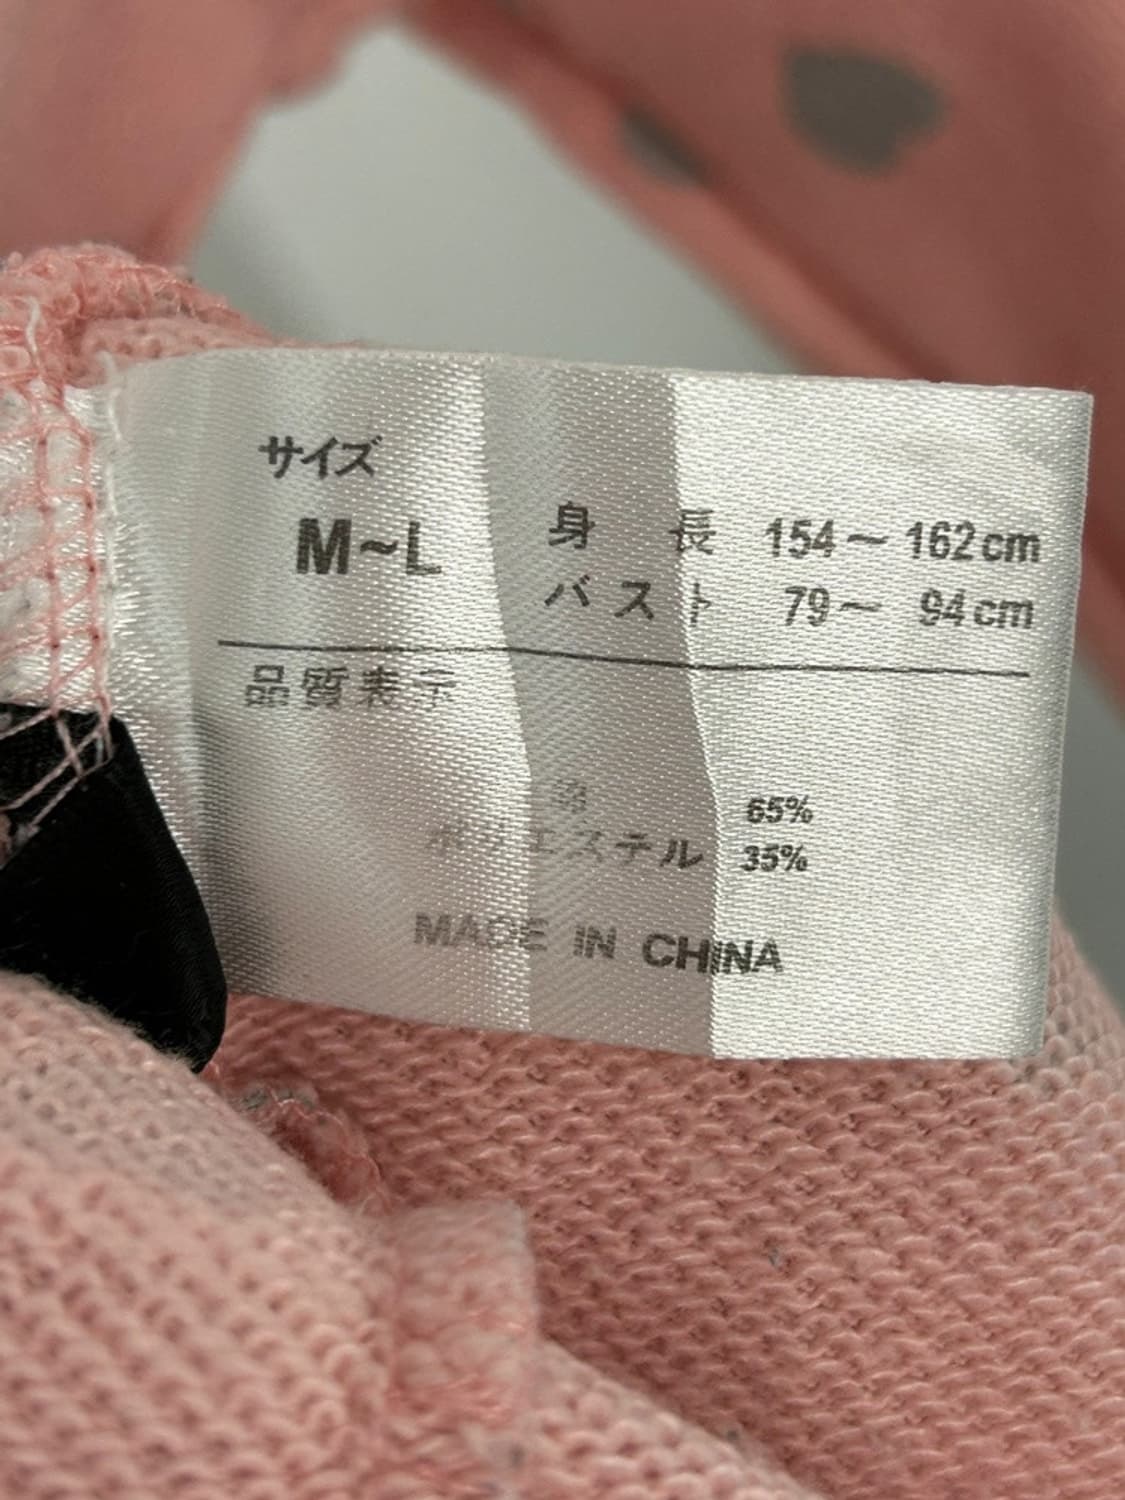 サイズ
M~L
身長 154~162cm
バスト 79~94cm
品質表示
綿 65%
ポリエステル 35%
MADE IN CHINA